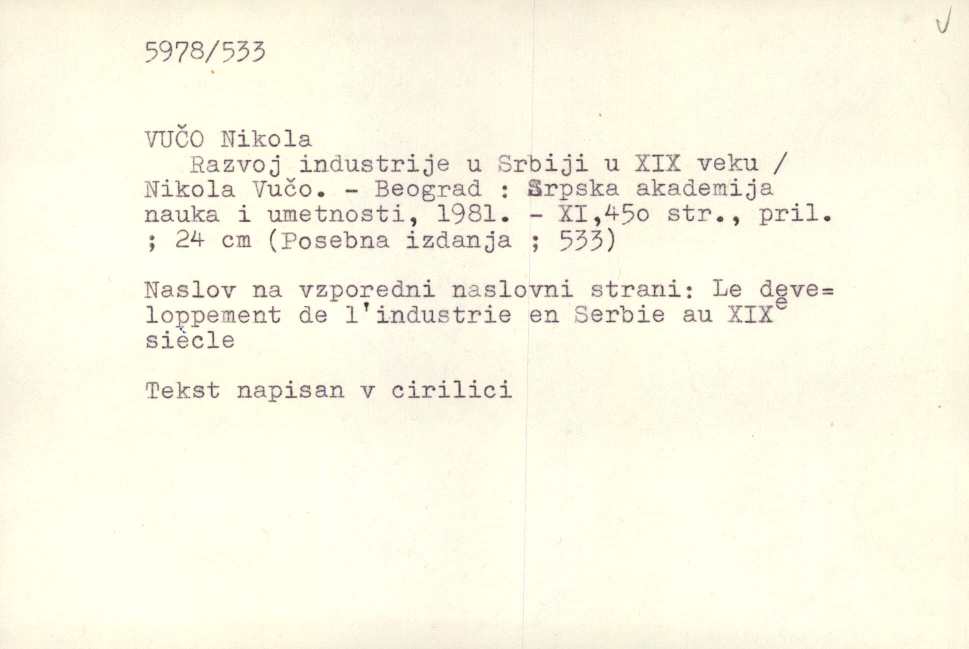 5978/533
VUČO Nikola
Razvoj industrije u Srbiji u XIX veku /
Nikola Vučo. - Beograd : Srpska akademija
nauka i umetnosti, 1981. - XI,45o str., pril.
; 24 cm (Posebna izdanja ; 533)
Naslov na vzporedni naslovni strani: Le deve=
loppement de l'industrie en Serbie au XIXe
siècle
Tekst napisan v cirilici